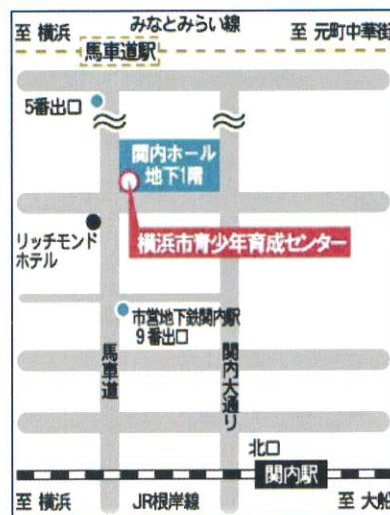 みなとみらい線
至 横浜
至 元町中華街
馬車道駅
5番出口
関内ホール
地下1階
横浜市青少年育成センター
リッチモンド
ホテル
市営地下鉄関内駅
9番出口
馬車道
関内大通り
北口
関内駅
至 横浜
JR根岸線
至 大船